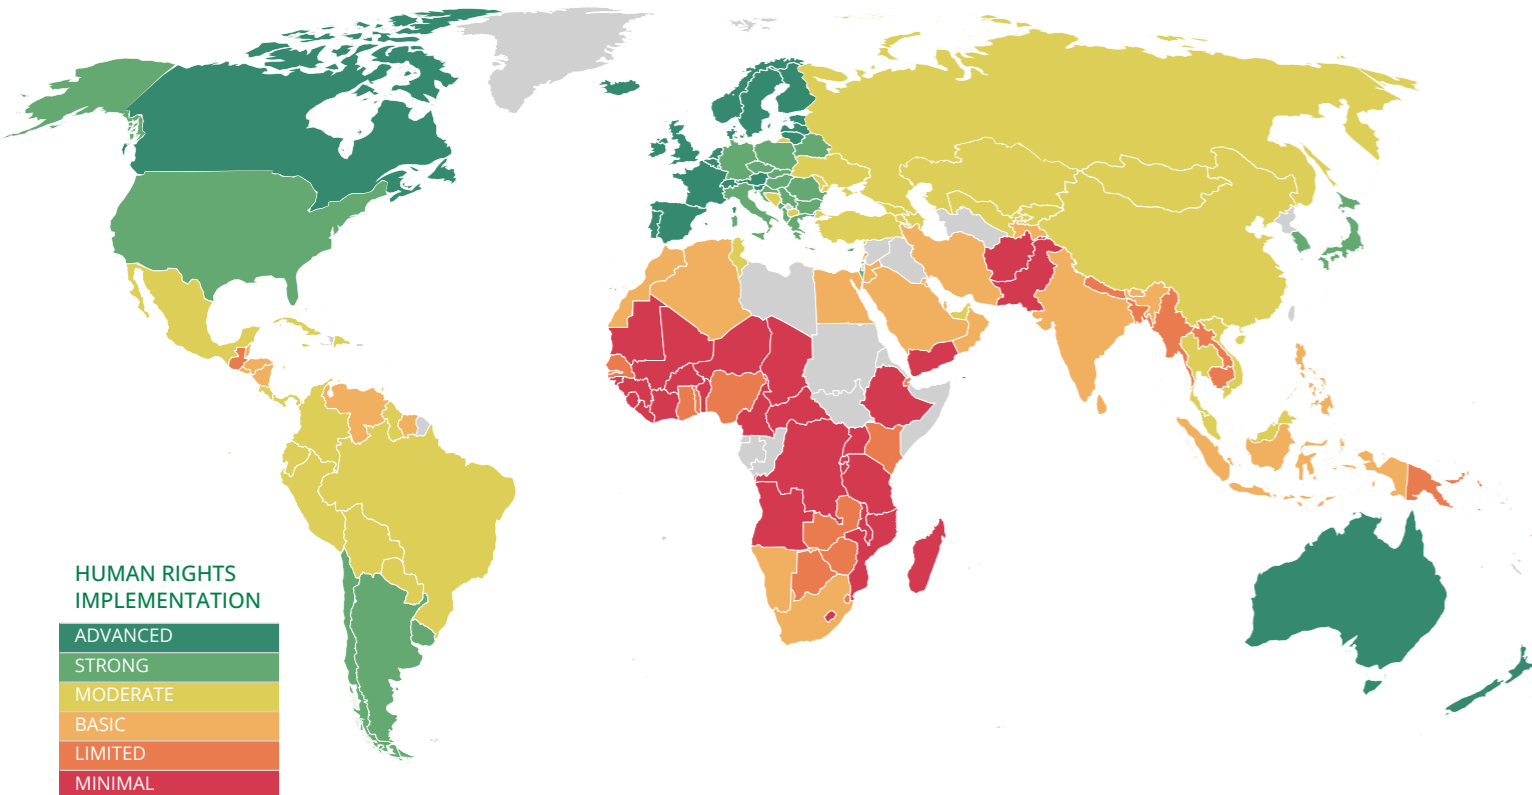 HUMAN RIGHTS
IMPLEMENTATION
ADVANCED
STRONG
MODERATE
BASIC
LIMITED
MINIMAL